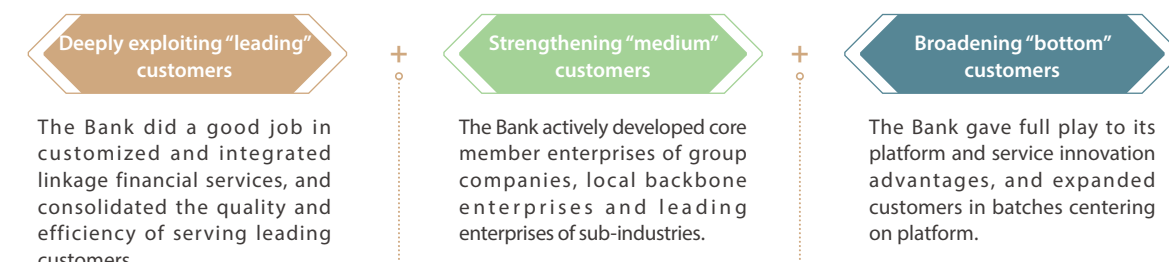 Deeply exploiting “leading”
customers
The Bank did a good job in
customized and integrated
linkage financial services, and
consolidated the quality and
efficiency of serving leading
customers
+
Strengthening “medium”
customers
The Bank actively developed core
member enterprises of group
companies, local backbone
enterprises and leading
enterprises of sub-industries.
+
Broadening “bottom”
customers
The Bank gave full play to its
platform and service innovation
advantages, and expanded
customers in batches centering
on platform.